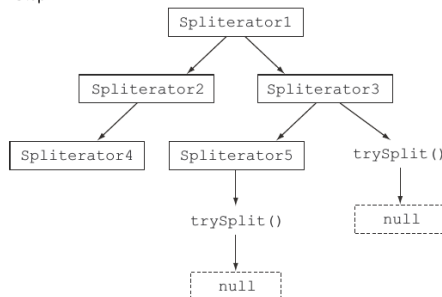 Spliterator1
Spliterator2 Spliterator3
Spliterator4 Spliterator5 trySplit()
trySplit() null
null